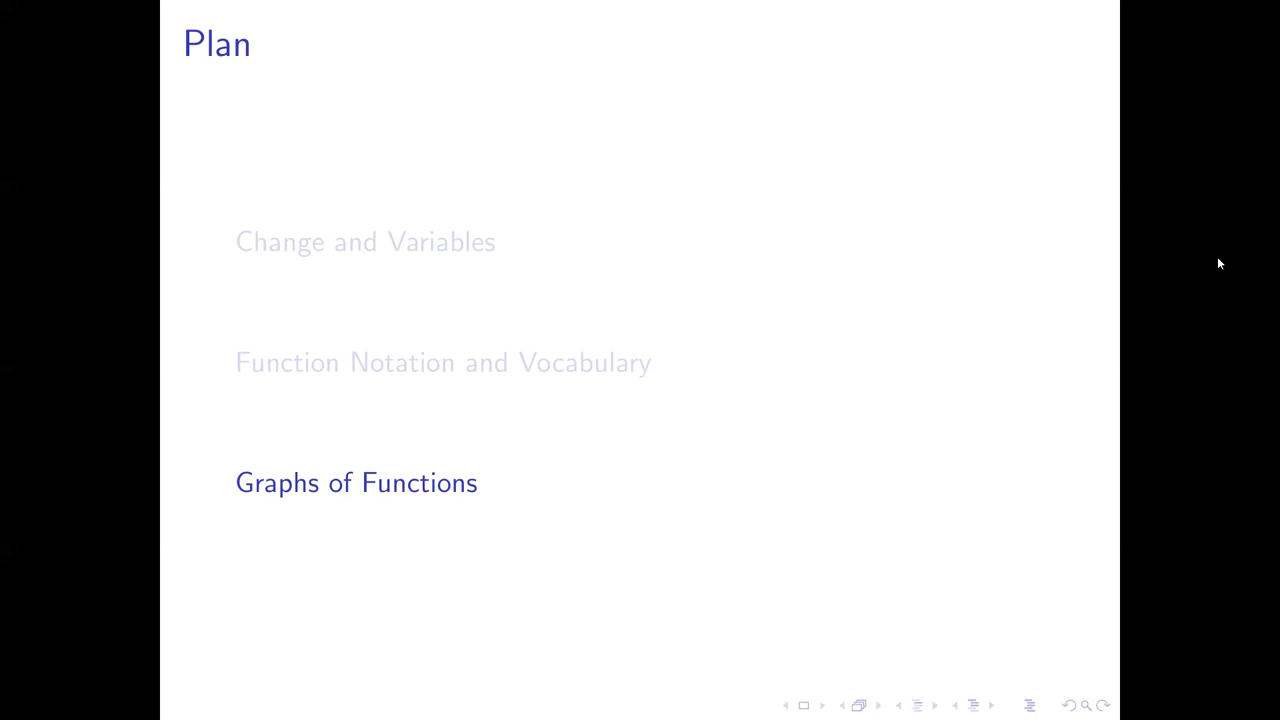 Plan
Change and Variables
Function Notation and Vocabulary
Graphs of Functions